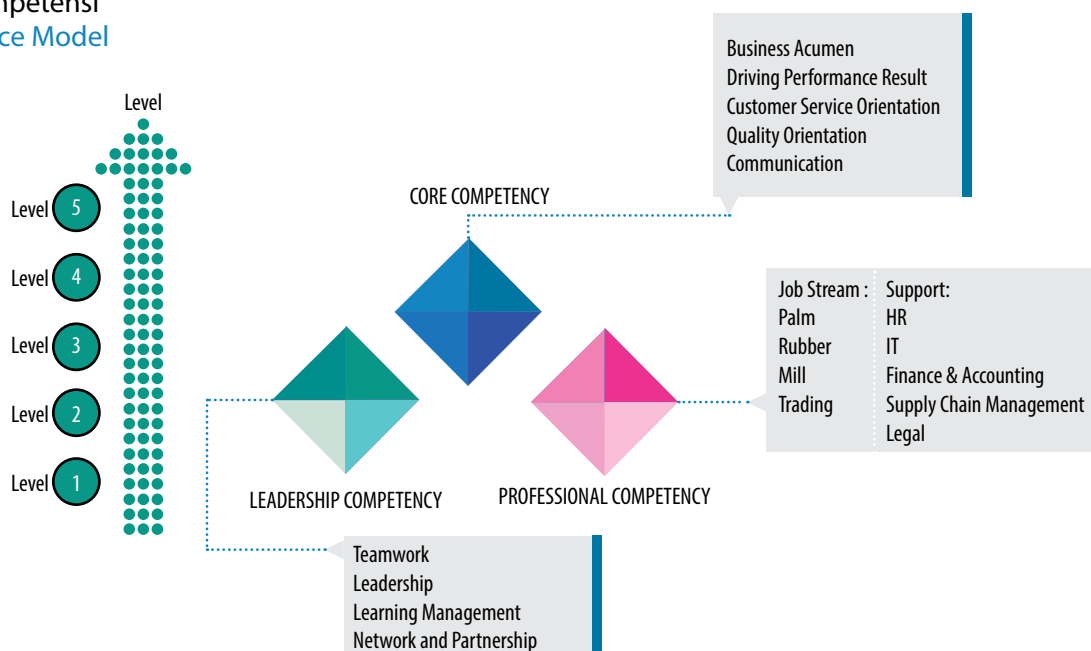 ce Model
Level
Level 5
Level 4
Level 3
Level 2
Level 1
CORE COMPETENCY
Business Acumen
Driving Performance Result
Customer Service Orientation
Quality Orientation
Communication
LEADERSHIP COMPETENCY
Teamwork
Leadership
Learning Management
Network and Partnership
PROFESSIONAL COMPETENCY
Job Stream :
Palm
Rubber
Mill
Trading
Support:
HR
IT
Finance & Accounting
Supply Chain Management
Legal